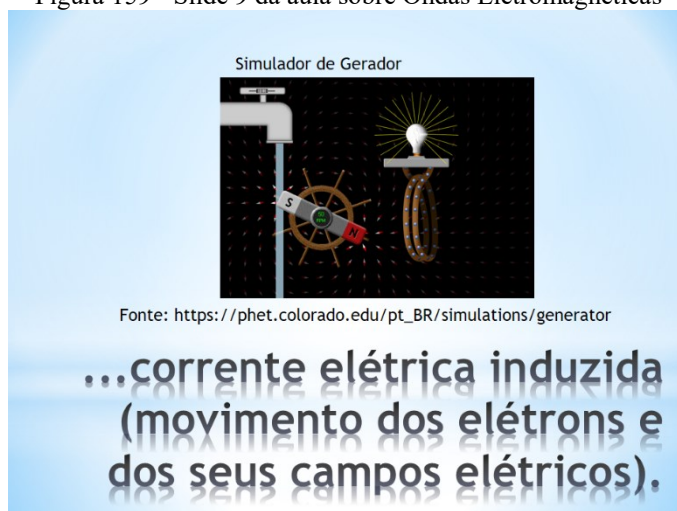 Figura 159 - Slide 9 da aula sobre Ondas Eletromagnéticas
Simulador de Gerador
S
N
Fonte: https://phet.colorado.edu/pt_BR/simulations/generator
...corrente elétrica induzida
(movimento dos elétrons e
dos seus campos elétricos).